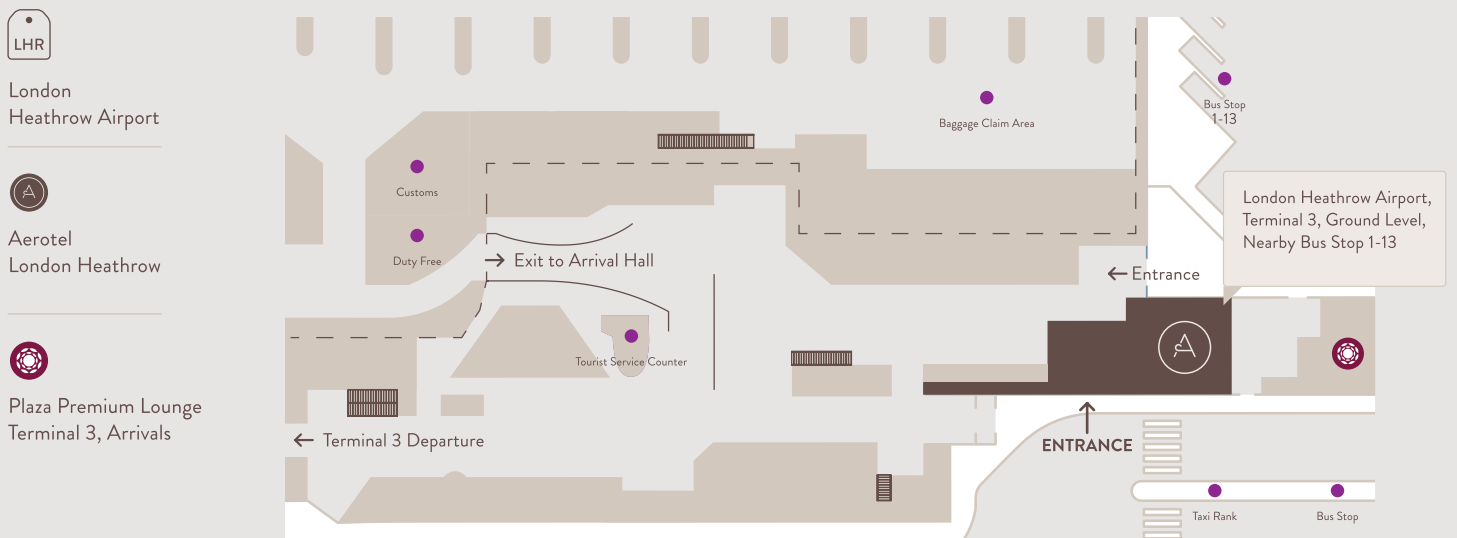 LHR
London
Heathrow Airport
A
Aerotel
London Heathrow
Plaza Premium Lounge
Terminal 3, Arrivals
Baggage Claim Area
Bus Stop
1-13
Customs
Duty Free
Exit to Arrival Hall
Entrance
London Heathrow Airport,
Terminal 3, Ground Level,
Nearby Bus Stop 1-13
Tourist Service Counter
A
Terminal 3 Departure
ENTRANCE
Taxi Rank
Bus Stop